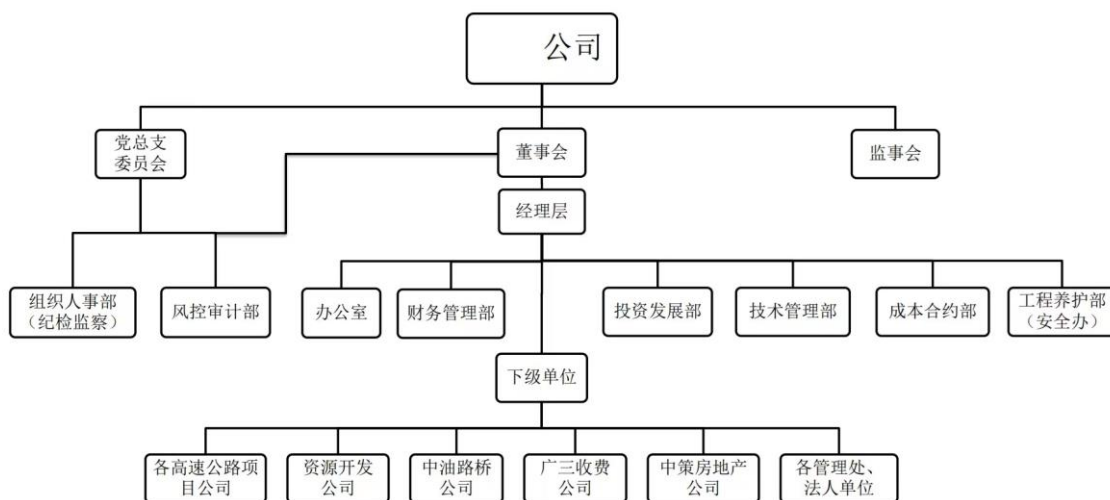 公司
党总支
委员会
董事会
监事会
经理层
组织人事部
（纪检监察）
风控审计部
办公室
财务管理部
投资发展部
技术管理部
成本合约部
工程养护部
（安全办）
下级单位
各高速公路项
目公司
资源开发
公司
中油路桥
公司
广三收费
公司
中策房地产
公司
各管理处、
法人单位